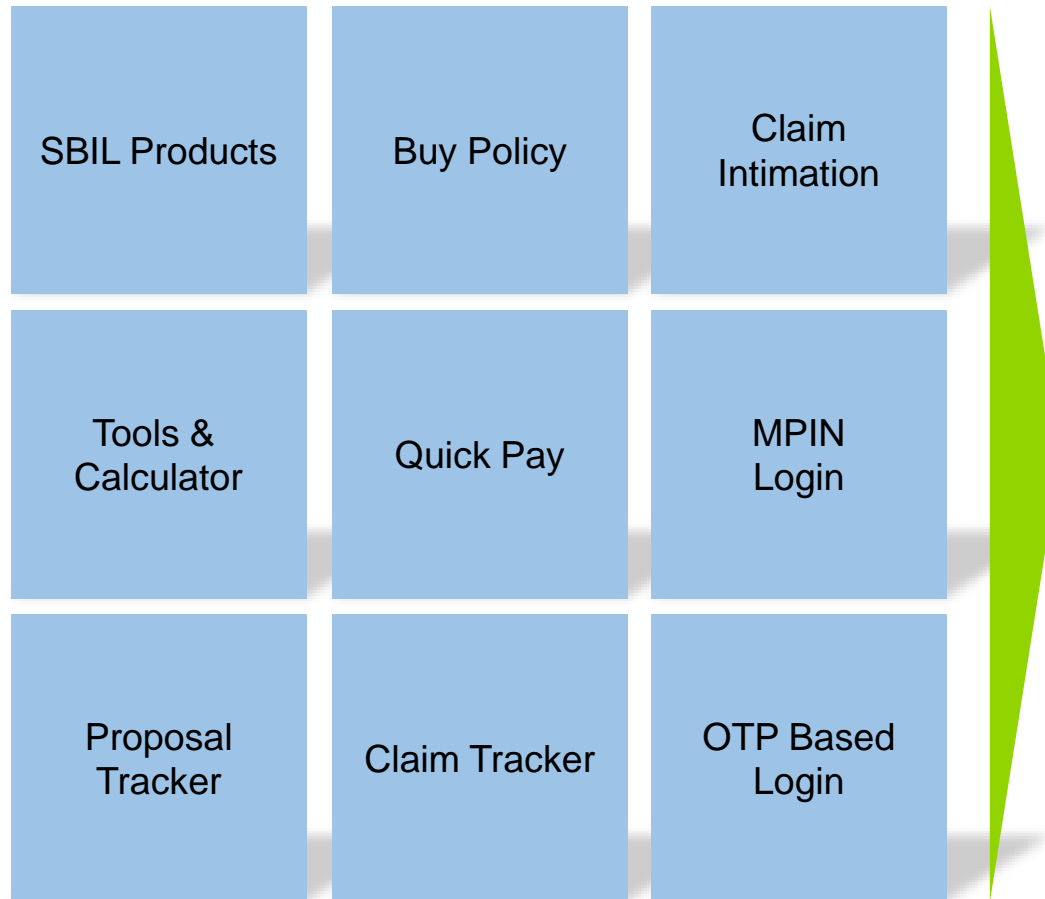 SBIL Products
Buy Policy
Claim
Intimation
Tools &
Calculator
Quick Pay
MPIN
Login
Proposal
Tracker
Claim Tracker
OTP Based
Login